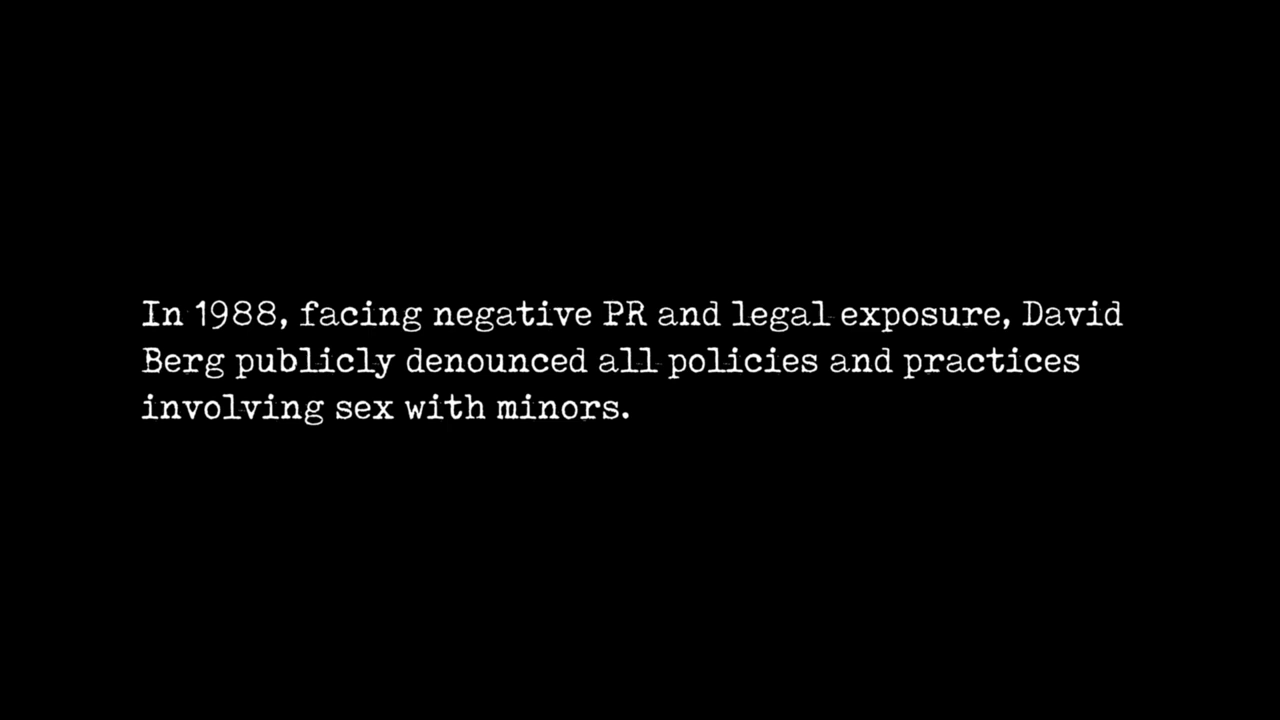 In 1988, facing negative PR and legal exposure, David
Berg publicly denounced all policies and practices
involving sex with minors.